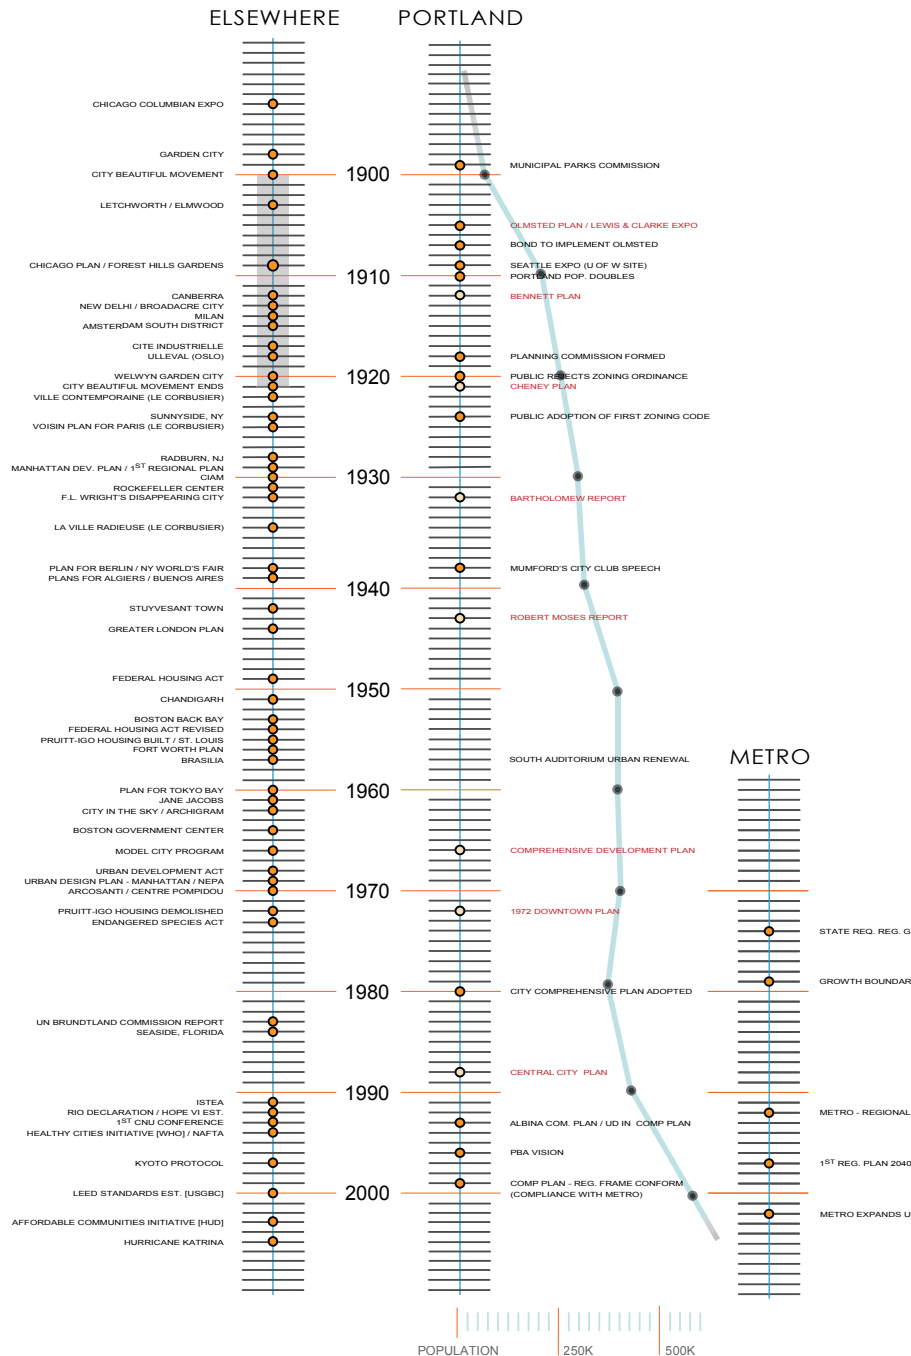 ELSEWHERE
PORTLAND
CHICAGO COLUMBIAN EXPO
GARDEN CITY
CITY BEAUTIFUL MOVEMENT
LETCHWORTH / ELMWOOD
CHICAGO PLAN / FOREST HILLS GARDENS
CANBERRA
NEW DELHI / BROADACRE CITY
MILAN
AMSTERDAM SOUTH DISTRICT
CITE INDUSTRIELLE
ULLEVAL (OSLO)
WELWYN GARDEN CITY
CITY BEAUTIFUL MOVEMENT ENDS
VILLE CONTEMPORAINE (LE CORBUSIER)
SUNNYSIDE, NY
VOISIN PLAN FOR PARIS (LE CORBUSIER)
RADBURN, NJ
MANHATTAN DEV. PLAN / 1ST REGIONAL PLAN
CIAM
ROCKEFELLER CENTER
F.L. WRIGHT'S DISAPPEARING CITY
LA VILLE RADIEUSE (LE CORBUSIER)
PLAN FOR BERLIN / NY WORLD'S FAIR
PLANS FOR ALGIERS / BUENOS AIRES
STUYVESANT TOWN
GREATER LONDON PLAN
FEDERAL HOUSING ACT
CHANDIGARH
BOSTON BACK BAY
FEDERAL HOUSING ACT REVISED
PRUITT-IGO HOUSING BUILT / ST. LOUIS
FORT WORTH PLAN
BRASILIA
PLAN FOR TOKYO BAY
JANE JACOBS
CITY IN THE SKY / ARCHIGRAM
BOSTON GOVERNMENT CENTER
MODEL CITY PROGRAM
URBAN DEVELOPMENT ACT
URBAN DESIGN PLAN - MANHATTAN / NEPA
ARCOSANTI / CENTRE POMPIDOU
PRUITT-IGO HOUSING DEMOLISHED
ENDANGERED SPECIES ACT
UN BRUNDTLAND COMMISSION REPORT
SEASIDE, FLORIDA
ISTEA
RIO DECLARATION / HOPE VI EST.
1ST CNU CONFERENCE
HEALTHY CITIES INITIATIVE [WHO] / NAFTA
KYOTO PROTOCOL
LEED STANDARDS EST. [USGBC]
AFFORDABLE COMMUNITIES INITIATIVE [HUD]
HURRICANE KATRINA
1900
1910
1920
1930
1940
1950
1960
1970
1980
1990
2000
MUNICIPAL PARKS COMMISSION
OLMSTED PLAN / LEWIS & CLARKE EXPO
BOND TO IMPLEMENT OLMSTED
SEATTLE EXPO (U OF W SITE)
PORTLAND POP. DOUBLES
BENNETT PLAN
PLANNING COMMISSION FORMED
PUBLIC REJECTS ZONING ORDINANCE
CHENEY PLAN
PUBLIC ADOPTION OF FIRST ZONING CODE
BARTHOLOMEW REPORT
MUMFORD'S CITY CLUB SPEECH
ROBERT MOSES REPORT
SOUTH AUDITORIUM URBAN RENEWAL
COMPREHENSIVE DEVELOPMENT PLAN
1972 DOWNTOWN PLAN
CITY COMPREHENSIVE PLAN ADOPTED
CENTRAL CITY PLAN
ALBINA COM. PLAN / UD IN COMP PLAN
PBA VISION
COMP PLAN - REG. FRAME CONFORM
(COMPLIANCE WITH METRO)
METRO
STATE REQ. REG. G
GROWTH BOUNDAR
METRO - REGIONAL
1ST REG. PLAN 2040
METRO EXPANDS U
POPULATION
250K
500K